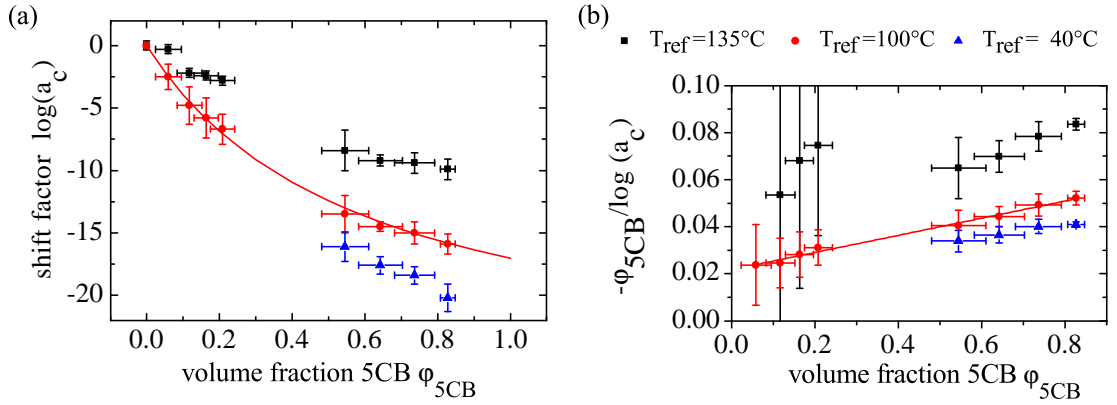 (a)
0
-5
-10
-15
-20
shift factor log(a_c)
0.0 0.2 0.4 0.6 0.8 1.0
volume fraction 5CB φ_5CB
(b)
T_ref=135°C T_ref=100°C T_ref= 40°C
0.10
0.08
0.06
0.04
0.02
0.00
-φ_5CB/log (a_c)
0.0 0.2 0.4 0.6 0.8
volume fraction 5CB φ_5CB